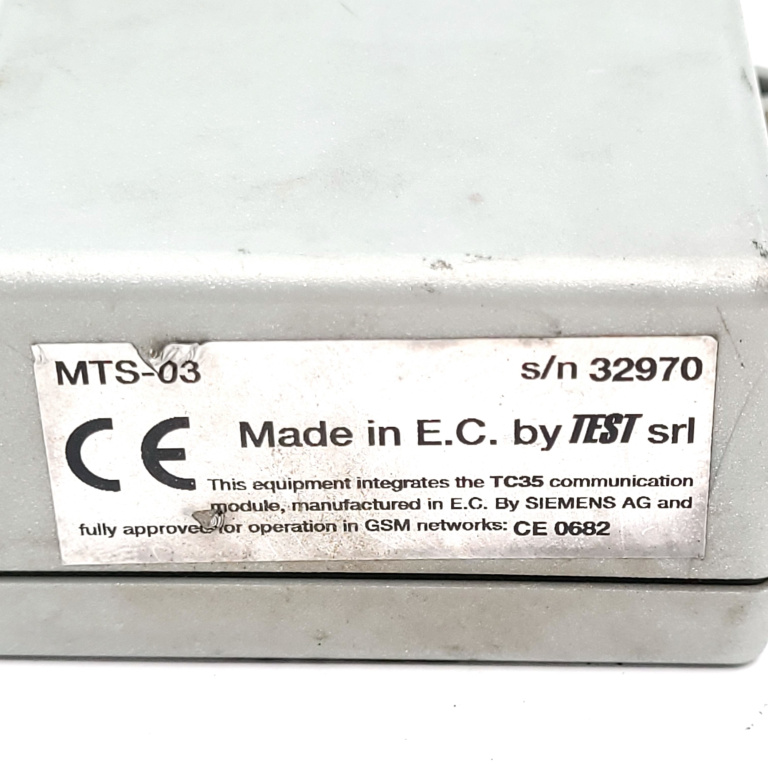 MTS-03 s/n 32970
CE Made in E.C. by TEST srl
This equipment integrates the TC35 communication
module, manufactured in E.C. By SIEMENS AG and
fully approved for operation in GSM networks: CE 0682